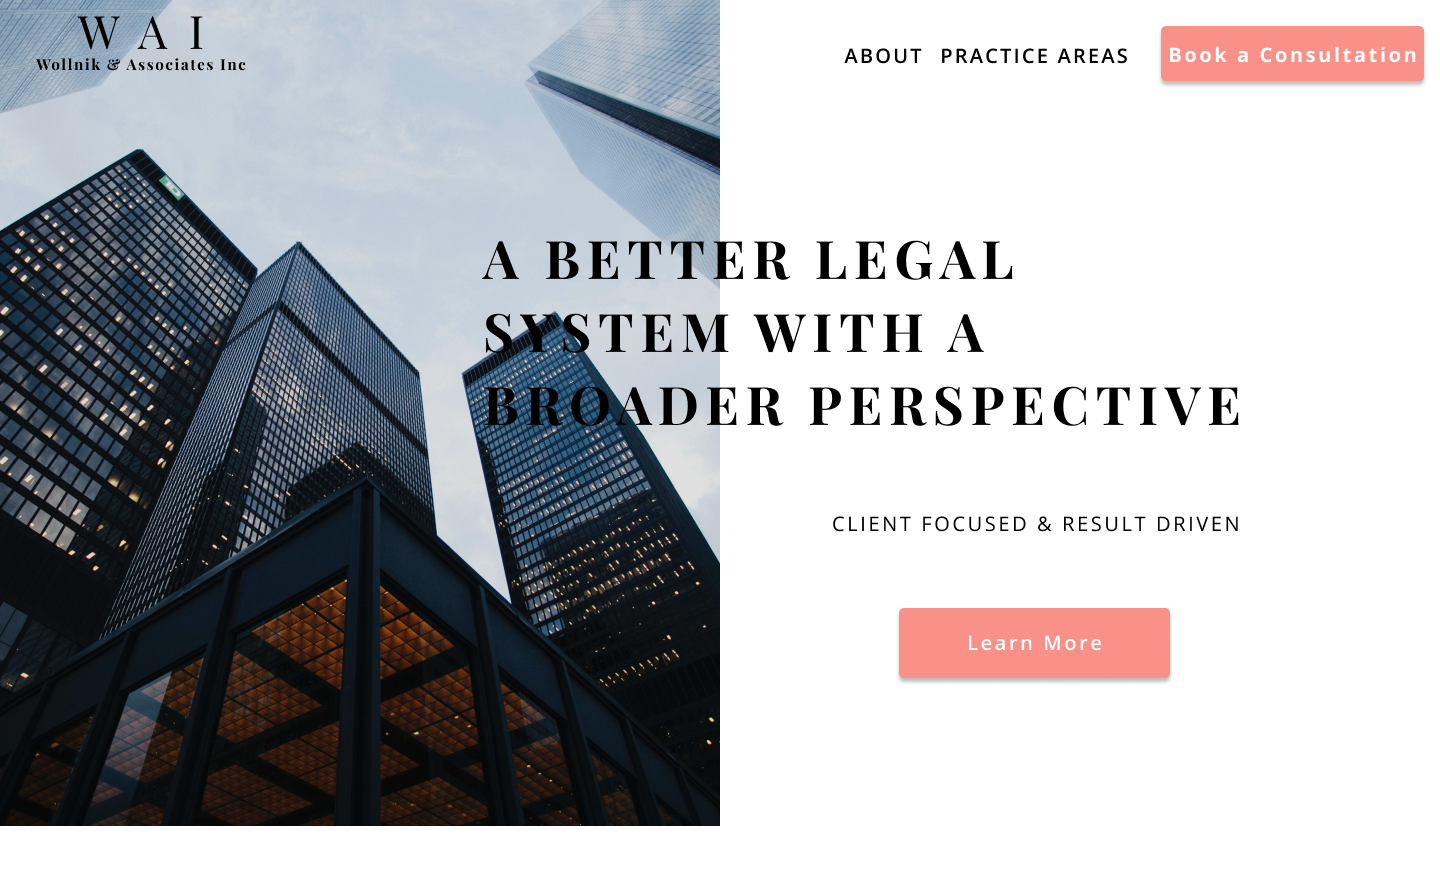 W A I
Wollnik & Associates Inc
ABOUT PRACTICE AREAS Book a Consultation
A BETTER LEGAL
SYSTEM WITH A
BROADER PERSPECTIVE
CLIENT FOCUSED & RESULT DRIVEN
Learn More